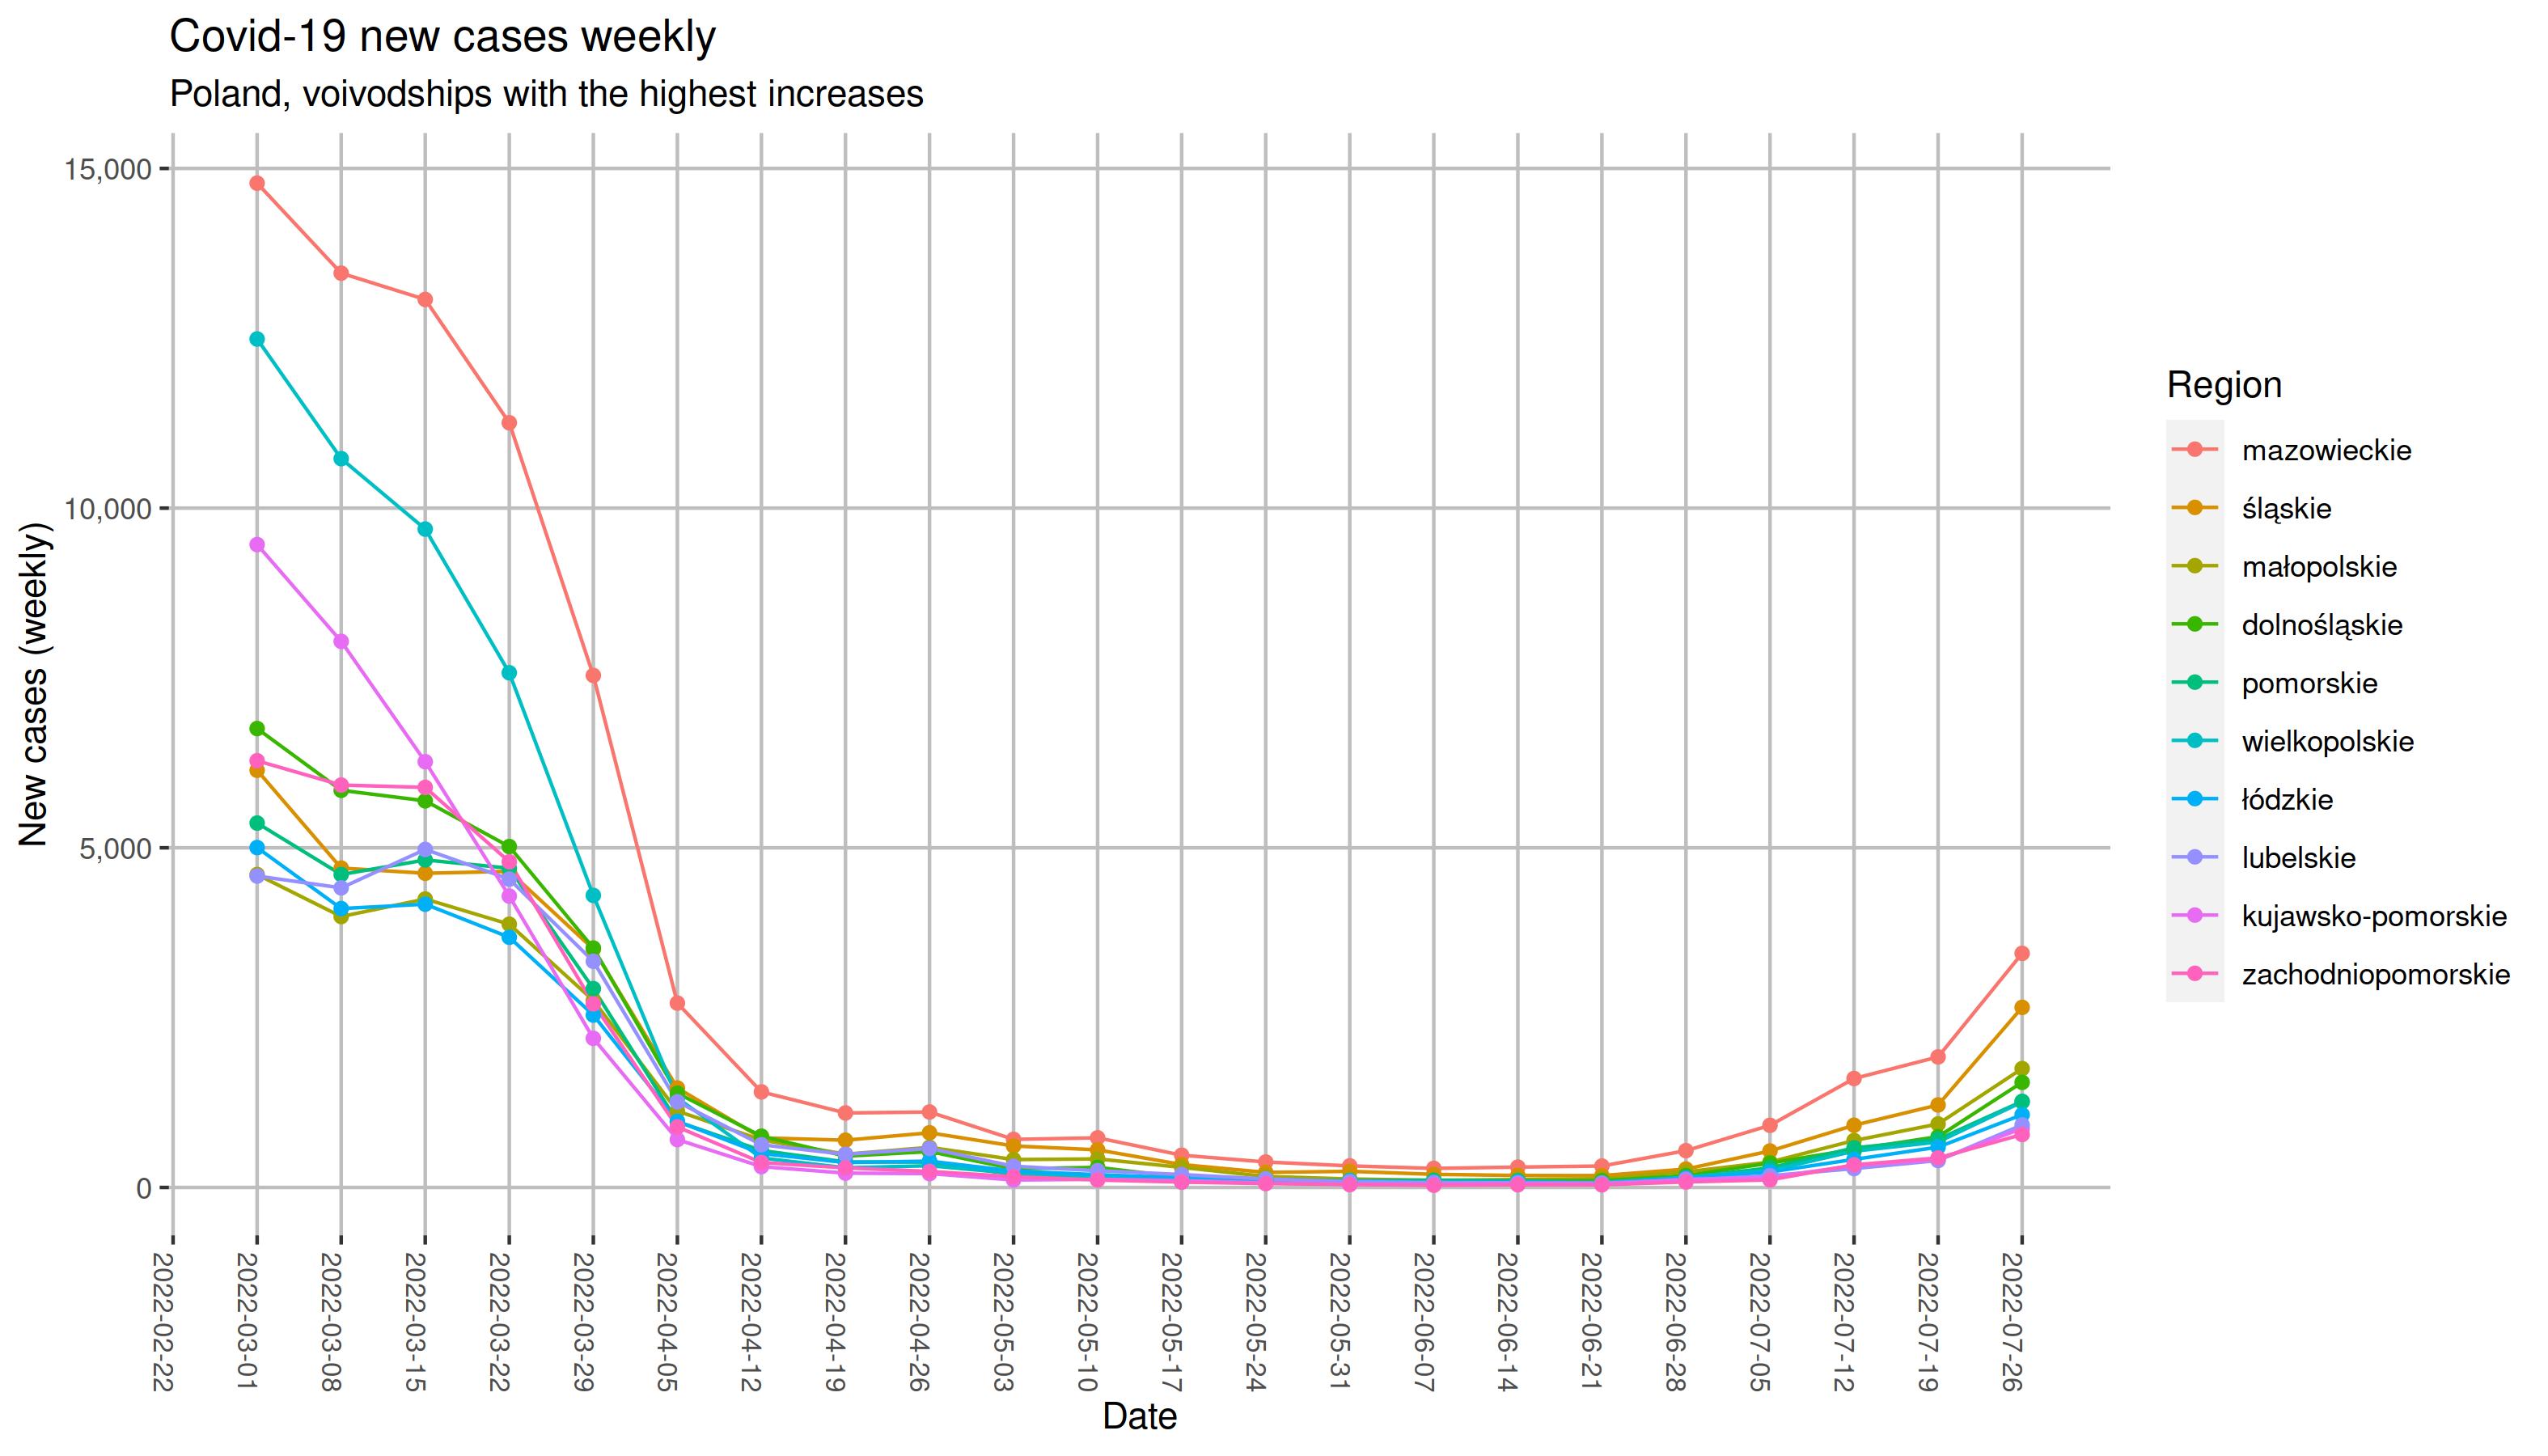 Covid-19 new cases weekly
Poland, voivodships with the highest increases
New cases (weekly)
15,000
10,000
5,000
0
2022-02-22
2022-03-01
2022-03-08
2022-03-15
2022-03-22
2022-03-29
2022-04-05
2022-04-12
2022-04-19
2022-04-26
2022-05-03
2022-05-10
2022-05-17
2022-05-24
2022-05-31
2022-06-07
2022-06-14
2022-06-21
2022-06-28
2022-07-05
2022-07-12
2022-07-19
2022-07-26
Date
Region
mazowieckie
śląskie
małopolskie
dolnośląskie
pomorskie
wielkopolskie
łódzkie
lubelskie
kujawsko-pomorskie
zachodniopomorskie